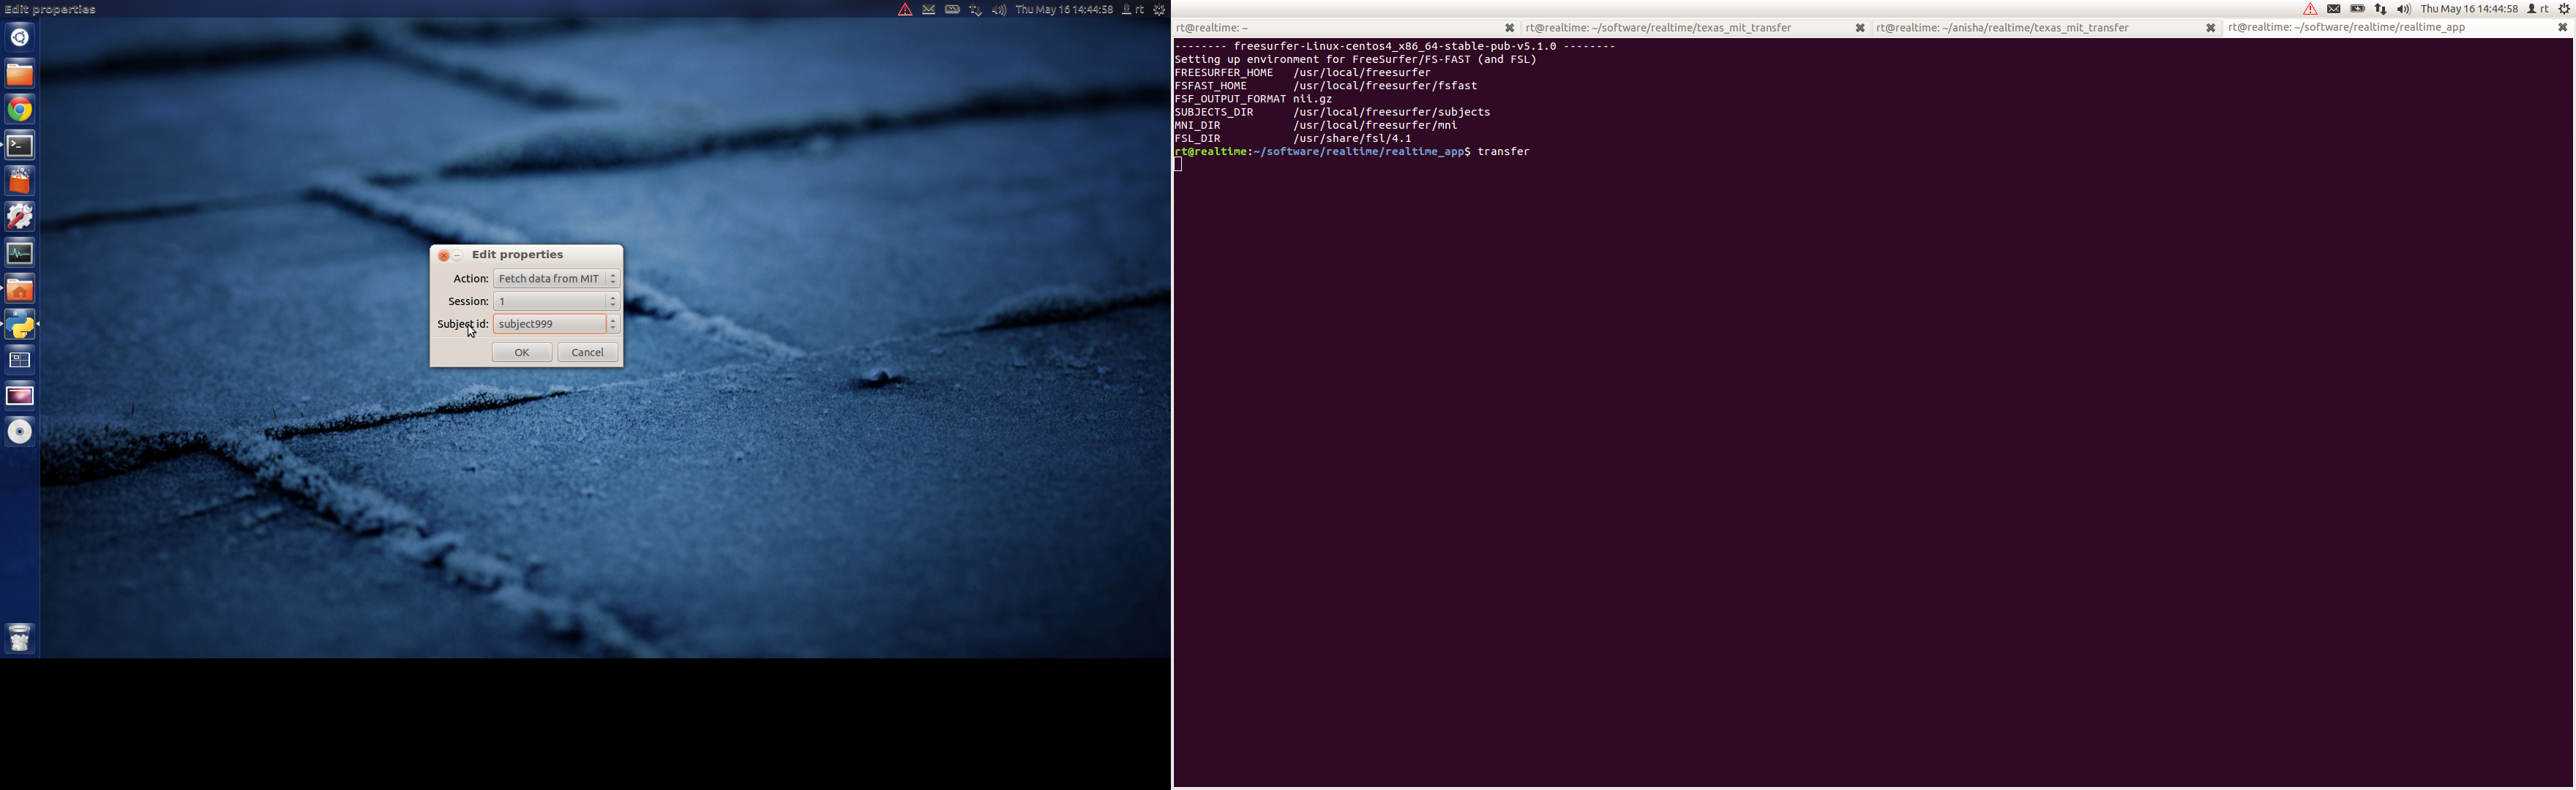 Edit properties
Thu May 16 14:44:58 rt
Edit properties
Action: Fetch data from MIT
Session: 1
Subject id: subject999
OK Cancel
Thu May 16 14:44:58 rt
rt@realtime: ~
rt@realtime: ~/software/realtime/texas_mit_transfer
rt@realtime: ~/anisha/realtime/texas_mit_transfer
rt@realtime: ~/software/realtime/realtime_app
-------- freesurfer-Linux-centos4_x86_64-stable-pub-v5.1.0 --------
Setting up environment for FreeSurfer/FS-FAST (and FSL)
FREESURFER_HOME /usr/local/freesurfer
FSFAST_HOME /usr/local/freesurfer/fsfast
FSF_OUTPUT_FORMAT nii.gz
SUBJECTS_DIR /usr/local/freesurfer/subjects
MNI_DIR /usr/local/freesurfer/mni
FSL_DIR /usr/share/fsl/4.1
rt@realtime:~/software/realtime/realtime_app$ transfer